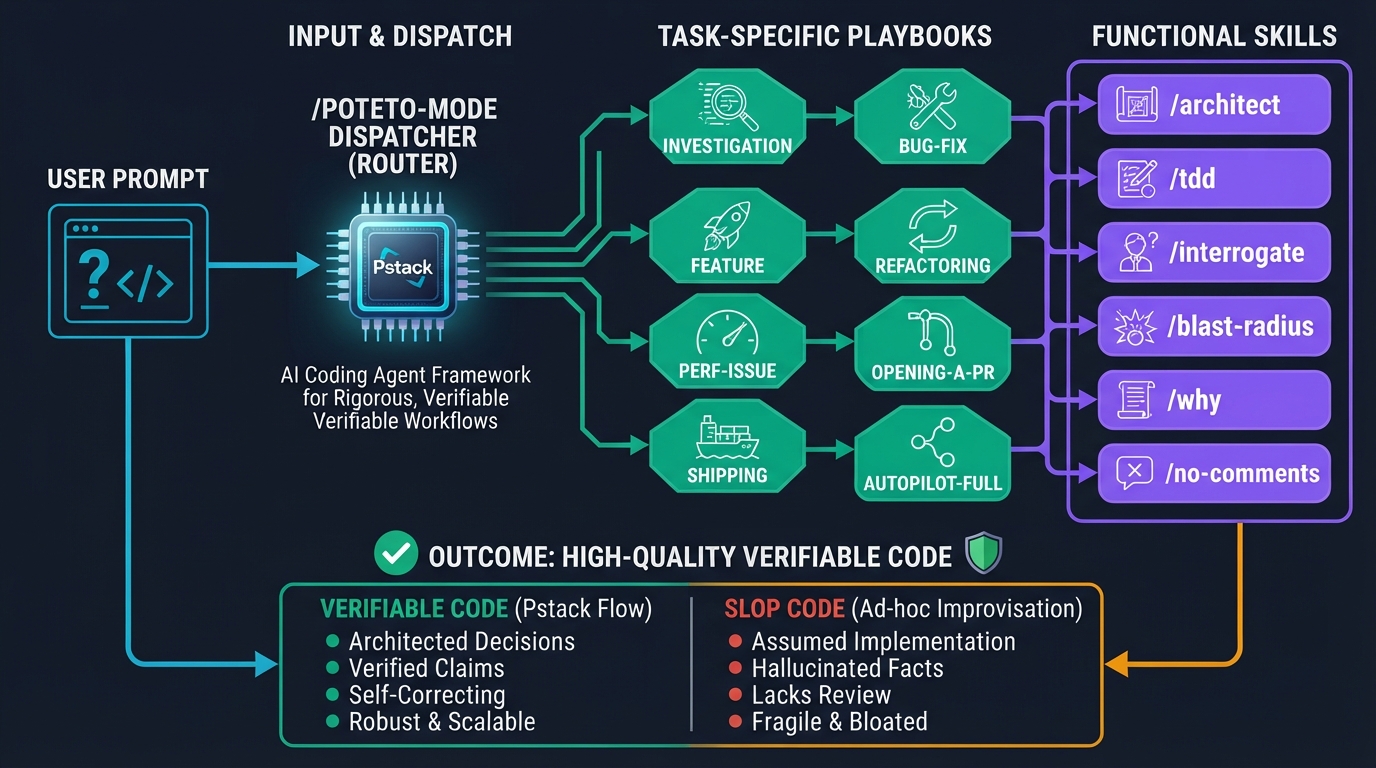 INPUT & DISPATCH
TASK-SPECIFIC PLAYBOOKS
FUNCTIONAL SKILLS
USER PROMPT
?</>
/POTETO-MODE
DISPATCHER
(ROUTER)
Pstack
AI Coding Agent Framework
for Rigorous, Verifiable
Verifiable Workflows
INVESTIGATION
BUG-FIX
FEATURE
REFACTORING
PERF-ISSUE
OPENING-A-PR
SHIPPING
AUTOPILOT-FULL
/architect
/tdd
/interrogate
/blast-radius
/why
/no-comments
OUTCOME: HIGH-QUALITY VERIFIABLE CODE
VERIFIABLE CODE (Pstack Flow)
Architected Decisions
Verified Claims
Self-Correcting
Robust & Scalable
SLOP CODE (Ad-hoc Improvisation)
Assumed Implementation
Hallucinated Facts
Lacks Review
Fragile & Bloated